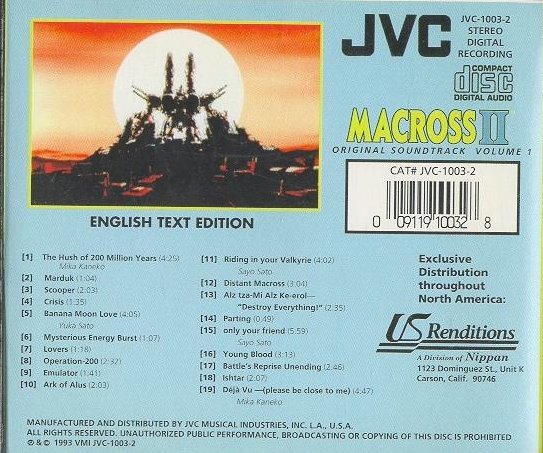 JVC
JVC-1003-2
STEREO
DIGITAL
RECORDING
COMPACT
disc
DIGITAL AUDIO
MACROSS II
ORIGINAL SOUNDTRACK VOLUME 1
CAT# JVC-1003-2
0 09119 10032 8
ENGLISH TEXT EDITION
[1] The Hush of 200 Million Years (4:25)
Mika Kaneko
[2] Marduk (1:04)
[3] Scooper (2:03)
[4] Crisis (1:35)
[5] Banana Moon Love (4:05)
Yuka Sato
[6] Mysterious Energy Burst (1:07)
[7] Lovers (1:18)
[8] Operation-200 (2:32)
[9] Emulator (1:41)
[10] Ark of Alus (2:03)
[11] Riding in your Valkyrie (4:02)
Sayo Sato
[12] Distant Macross (3:04)
[13] Alz tza-Mi Alz Ke-erol—
"Destroy Everything!" (2:35)
[14] Parting (0:49)
[15] only your friend (5:59)
Sayo Sato
[16] Young Blood (3:13)
[17] Battle's Reprise Unending (2:46)
[18] Ishtar (2:07)
[19] Déjà Vu —(please be close to me) (4:47)
Mika Kaneko
Exclusive
Distribution
throughout
North America:
US Renditions
A Division of Nippan
1123 Dominguez St., Unit K
Carson, Calif. 90746
MANUFACTURED AND DISTRIBUTED BY JVC MUSICAL INDUSTRIES, INC. L.A., U.S.A.
ALL RIGHTS RESERVED. UNAUTHORIZED PUBLIC PERFORMANCE, BROADCASTING OR COPYING OF THIS DISC IS PROHIBITED
℗ & © 1993 VMI JVC-1003-2